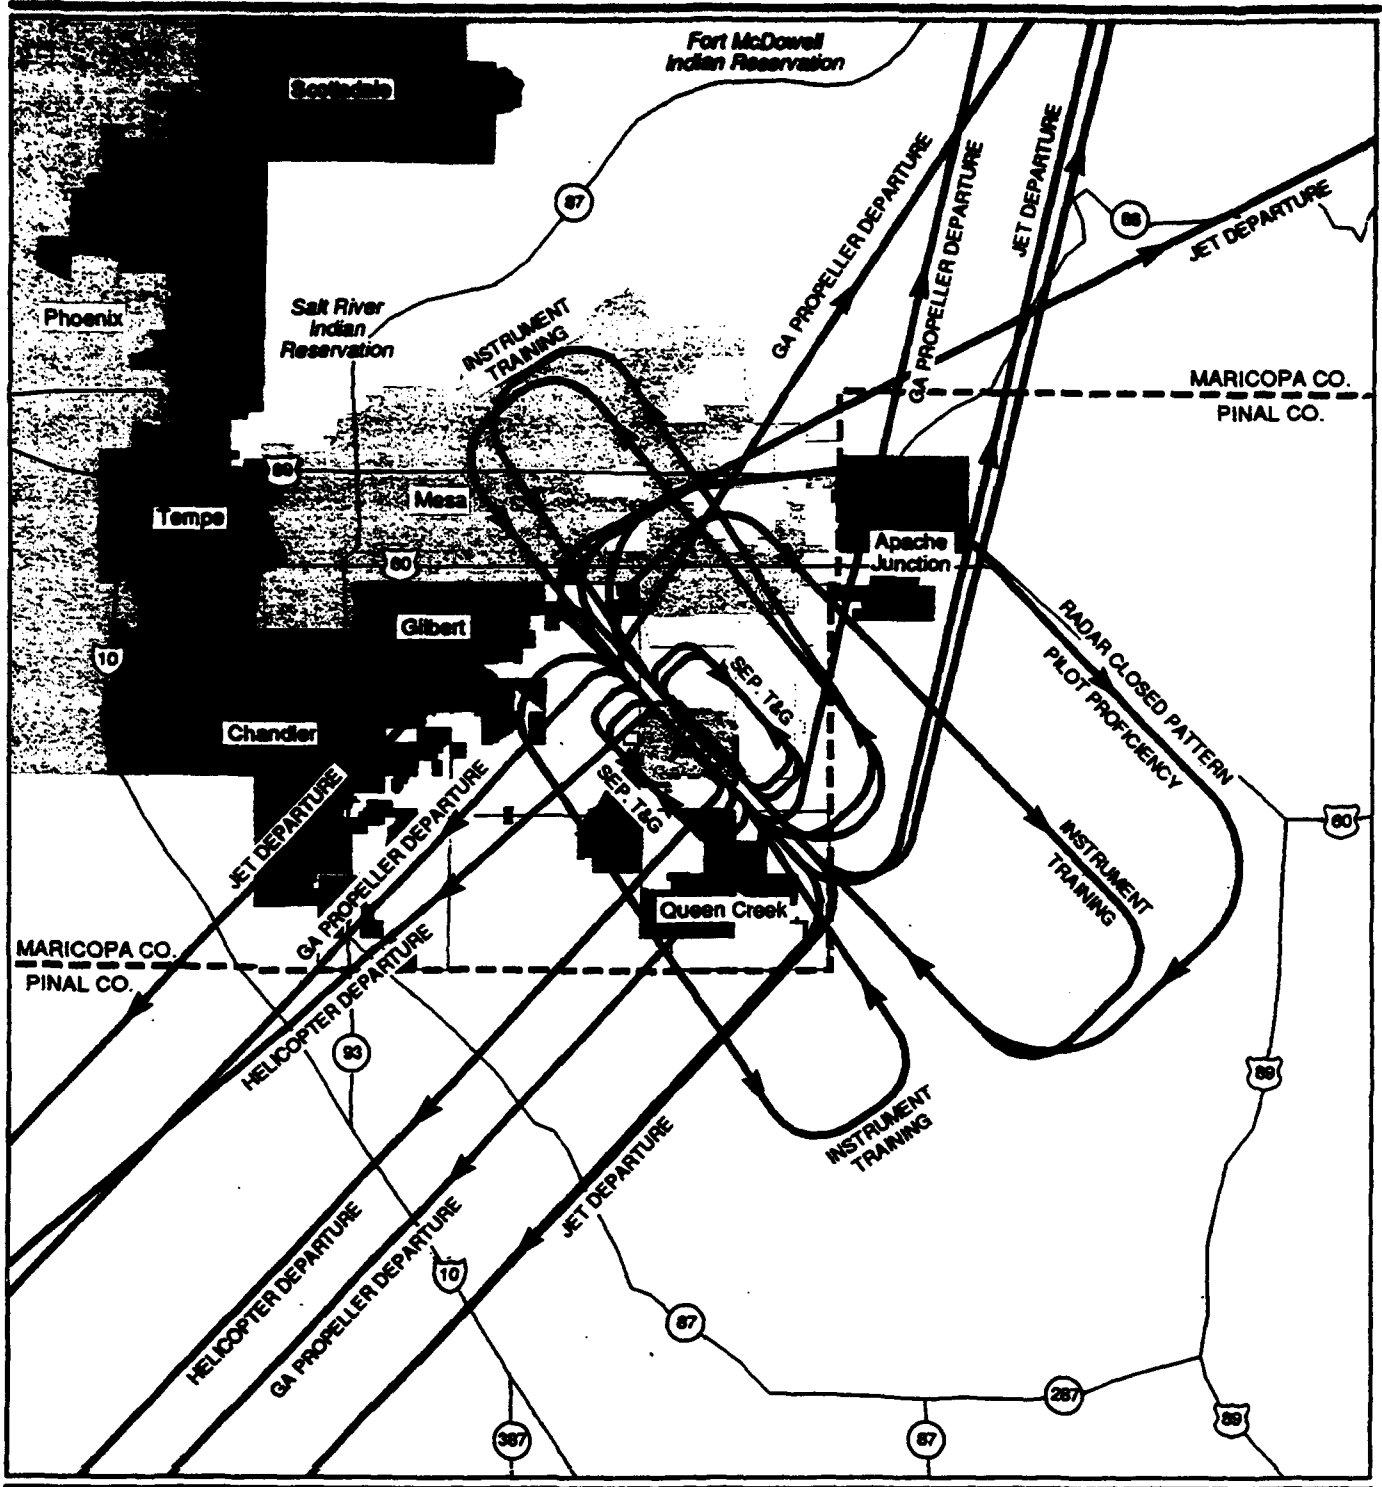 Fort McDowell
Indian Reservation
Scottsdale
87
GA PROPELLER DEPARTURE
GA PROPELLER DEPARTURE
JET DEPARTURE
88
JET DEPARTURE
Phoenix
Salt River
Indian
Reservation
INSTRUMENT
TRAINING
MARICOPA CO.
PINAL CO.
89
Mesa
Tempe
60
Apache
Junction
Gilbert
10
RADAR CLOSED PATTERN
PILOT PROFICIENCY
SEP. T&G
Chandler
SEP. T&G
JET DEPARTURE
GA PROPELLER DEPARTURE
HELICOPTER DEPARTURE
60
INSTRUMENT
TRAINING
Queen Creek
MARICOPA CO.
PINAL CO.
93
89
INSTRUMENT
TRAINING
JET DEPARTURE
HELICOPTER DEPARTURE
GA PROPELLER DEPARTURE
10
87
287
89
387
87